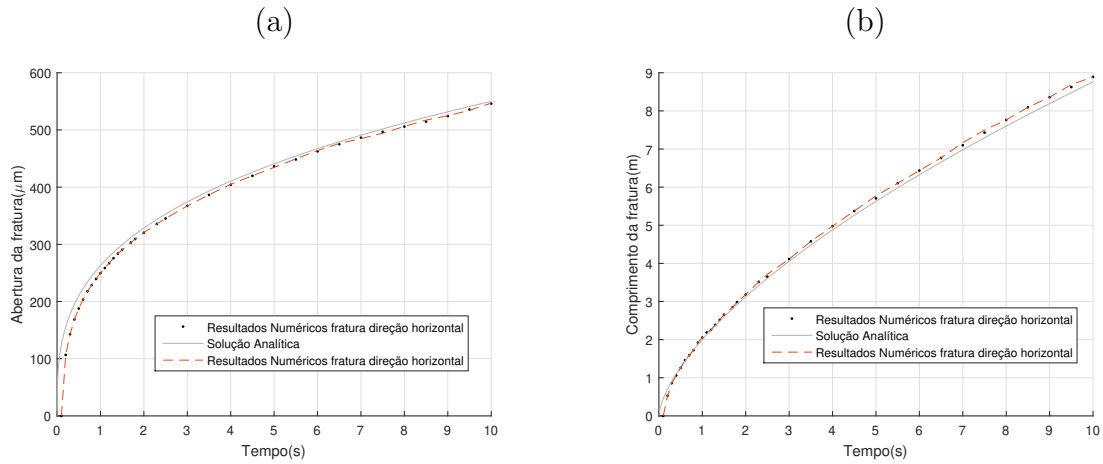 (a)
600
500
400
300
200
100
0
Abertura da fratura(μm)
0 1 2 3 4 5 6 7 8 9 10
Tempo(s)
Resultados Numéricos fratura direção horizontal
Solução Analítica
Resultados Numéricos fratura direção horizontal
(b)
9
8
7
6
5
4
3
2
1
0
Comprimento da fratura(m)
0 1 2 3 4 5 6 7 8 9 10
Tempo(s)
Resultados Numéricos fratura direção horizontal
Solução Analítica
Resultados Numéricos fratura direção horizontal